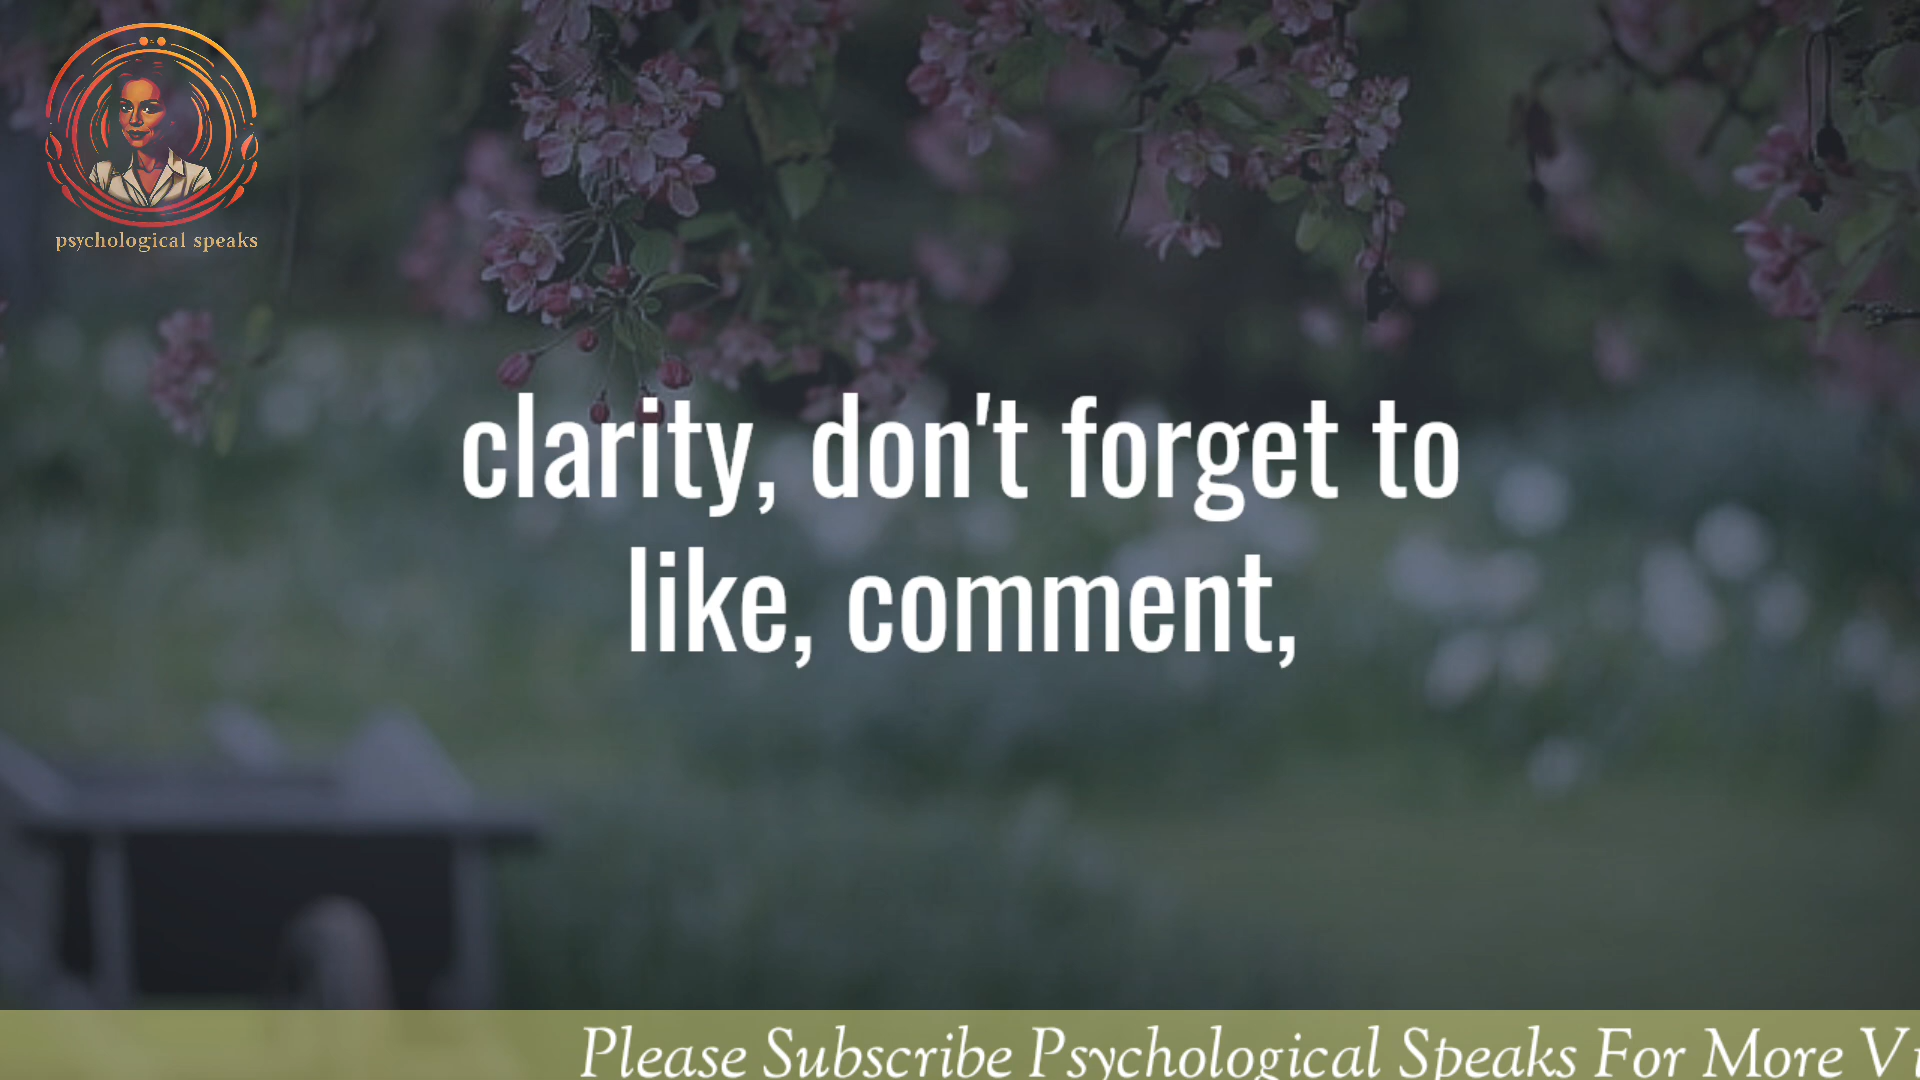 psychological speaks
clarity, don't forget to
like, comment,
Please Subscribe Psychological Speaks For More